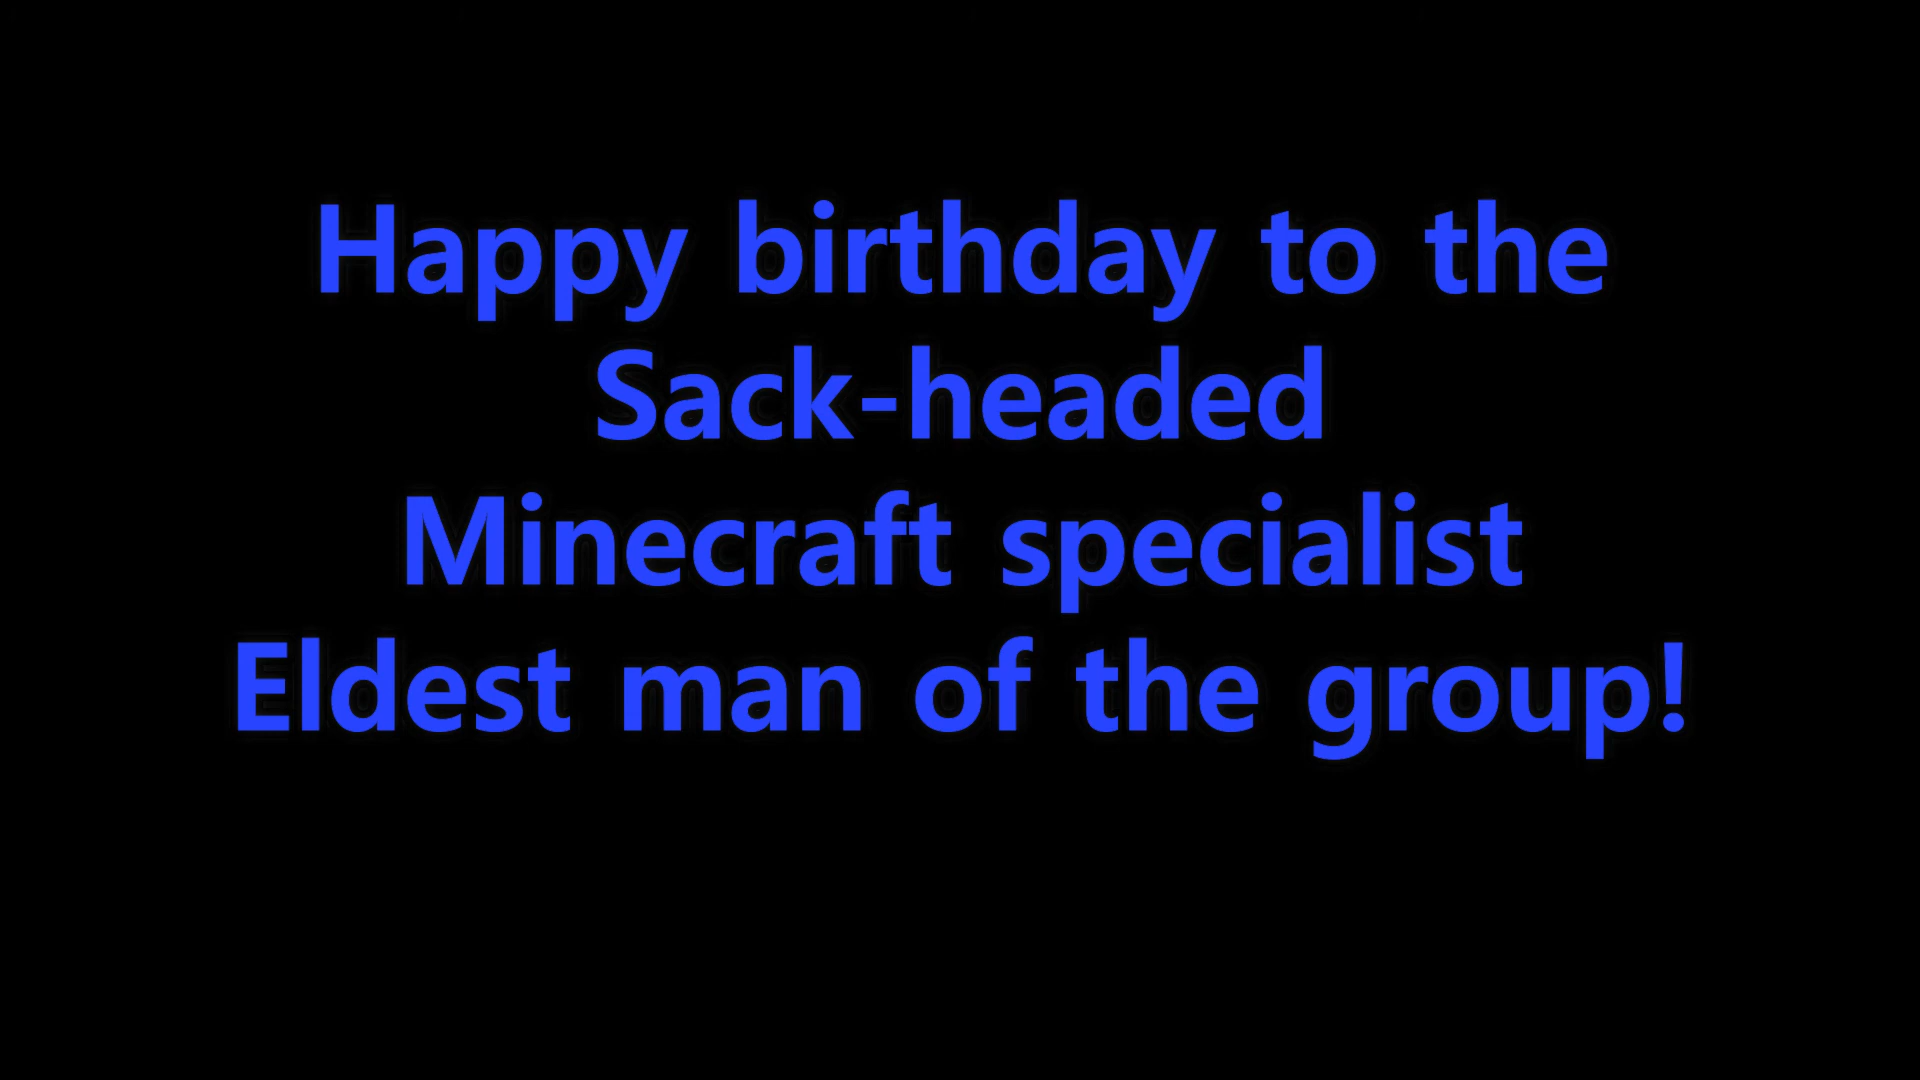 Happy birthday to the
Sack-headed
Minecraft specialist
Eldest man of the group!